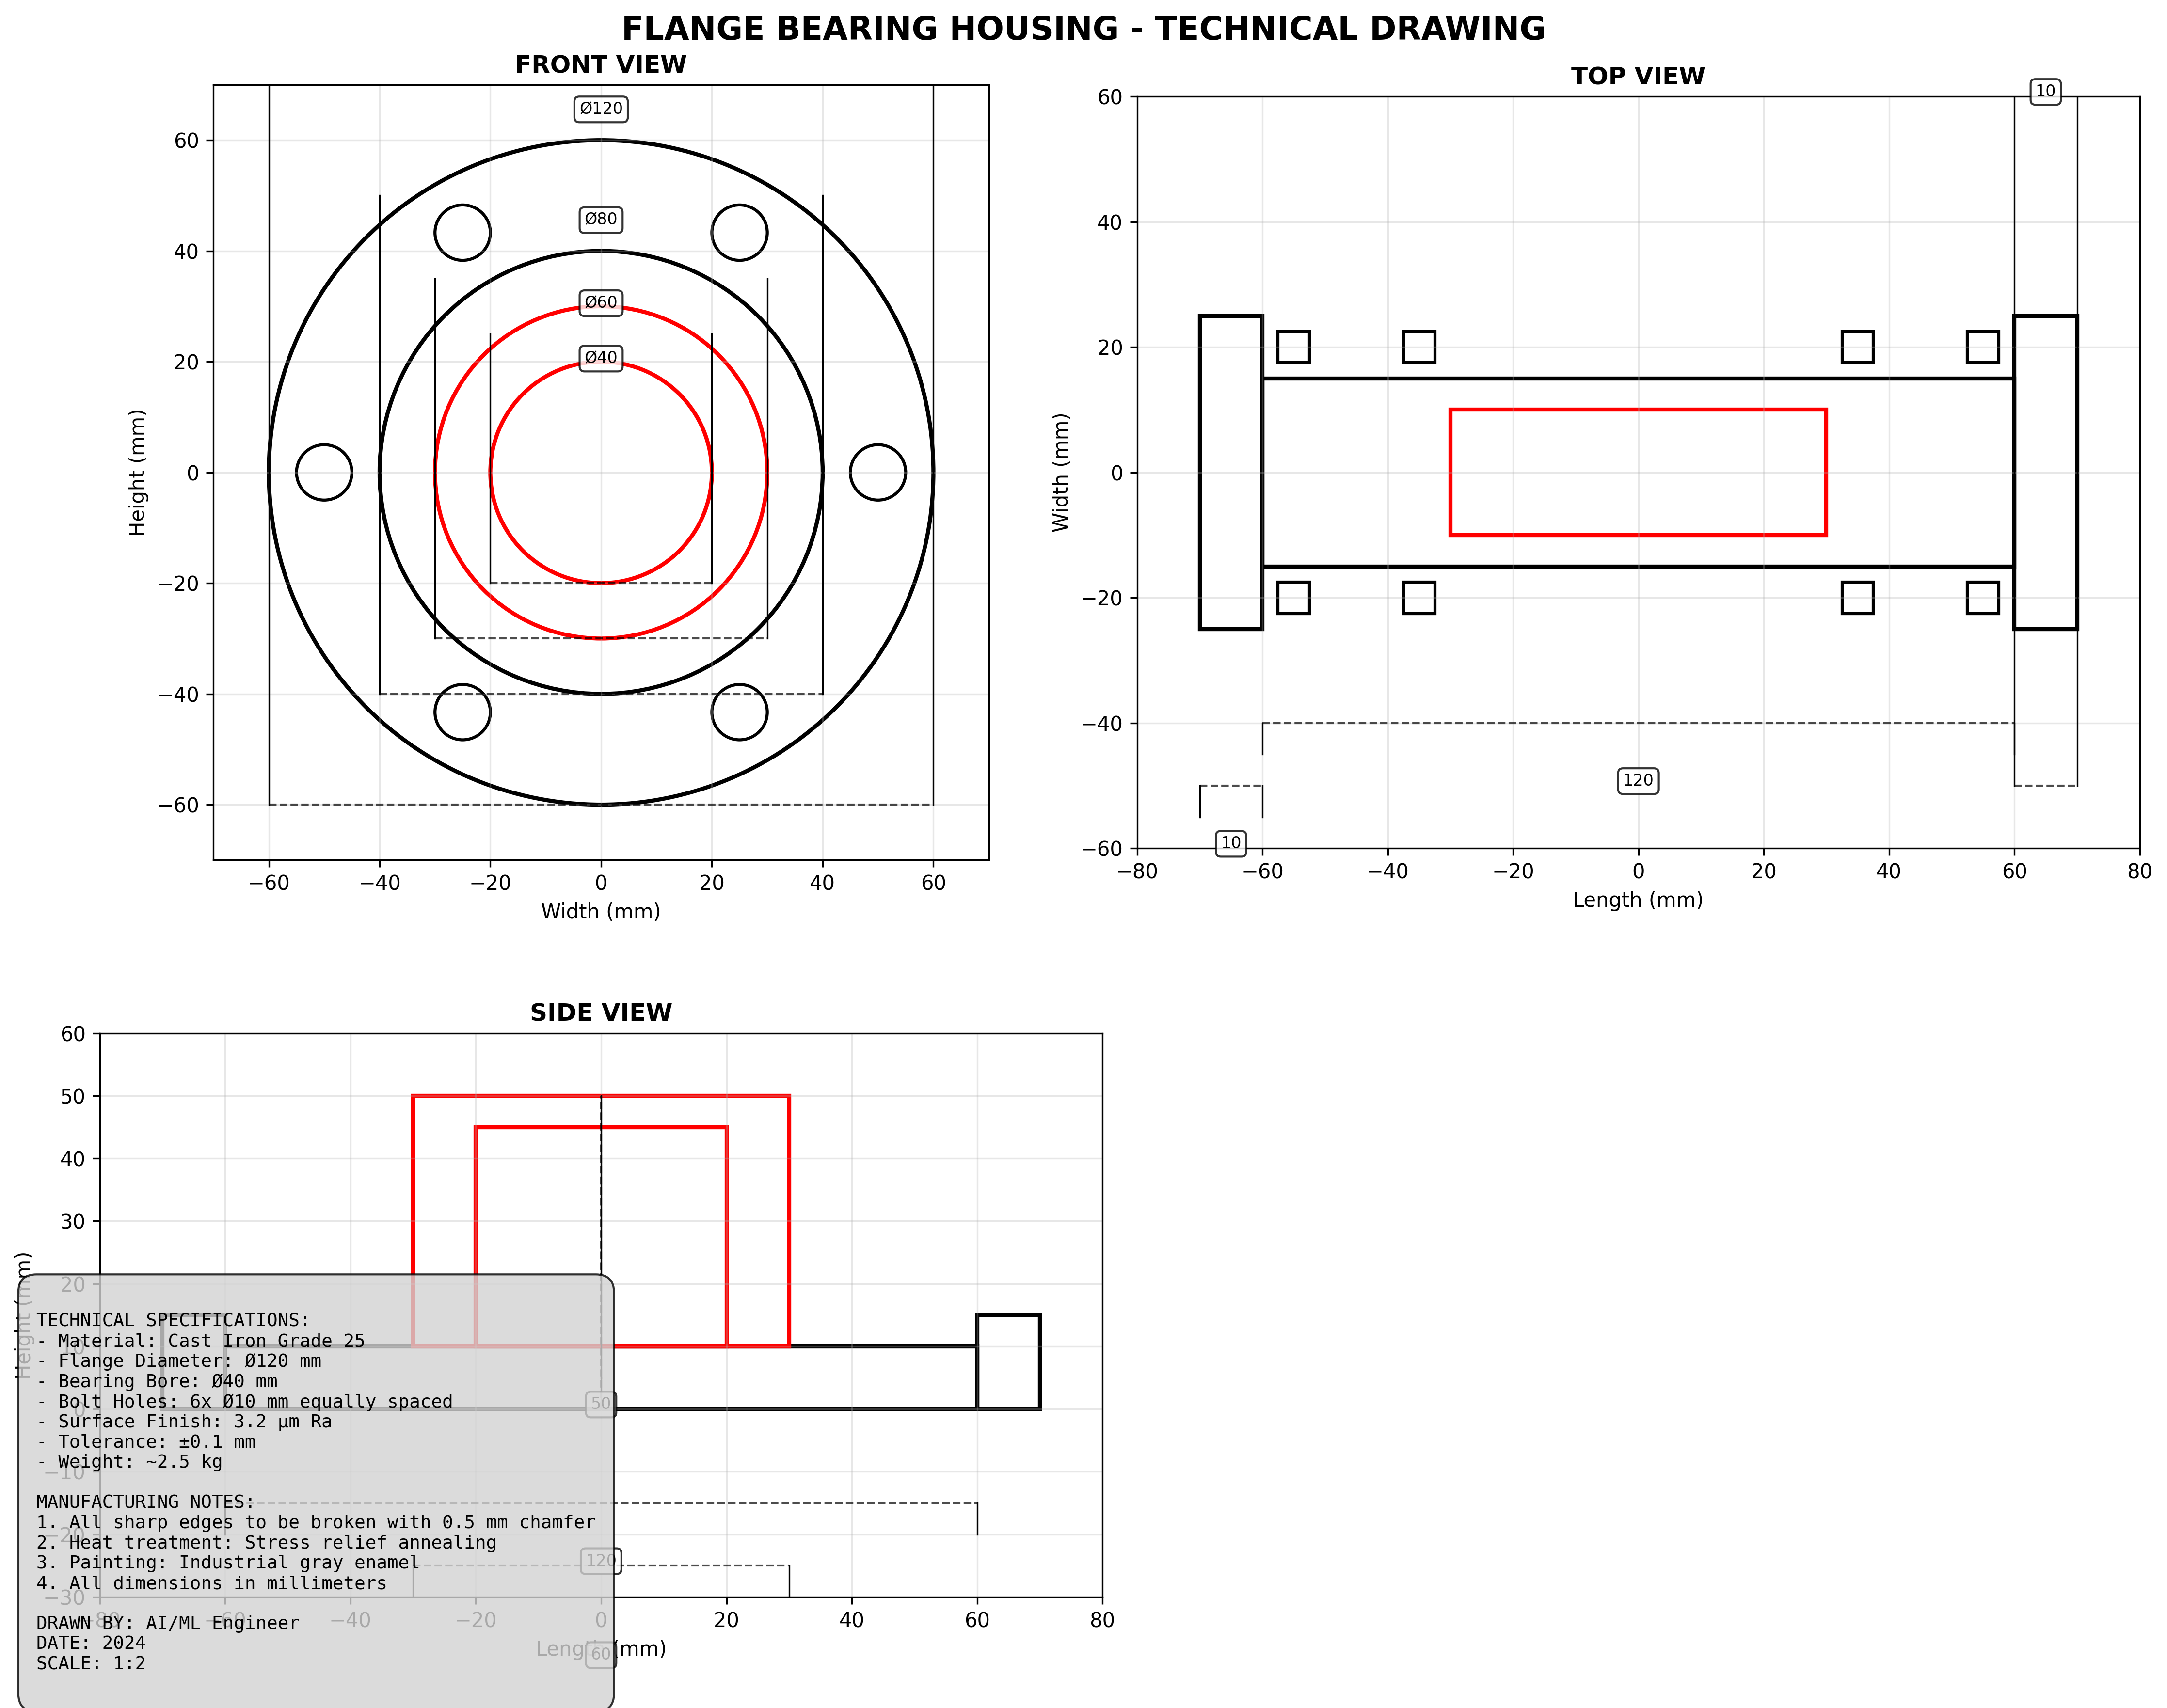 FLANGE BEARING HOUSING - TECHNICAL DRAWING
FRONT VIEW
Ø120
Ø80
Ø60
Ø40
60
40
20
0
−20
−40
−60
Height (mm)
−60 −40 −20 0 20 40 60
Width (mm)
TOP VIEW
10
60
40
20
0
−20
−40
−60
Width (mm)
120
10
−80 −60 −40 −20 0 20 40 60 80
Length (mm)
SIDE VIEW
60
50
40
30
20
10
0
−10
−20
−30
Height (mm)
50
120
60
−80 −60 −40 −20 0 20 40 60 80
Length (mm)
TECHNICAL SPECIFICATIONS:
- Material: Cast Iron Grade 25
- Flange Diameter: Ø120 mm
- Bearing Bore: Ø40 mm
- Bolt Holes: 6x Ø10 mm equally spaced
- Surface Finish: 3.2 μm Ra
- Tolerance: ±0.1 mm
- Weight: ~2.5 kg
MANUFACTURING NOTES:
1. All sharp edges to be broken with 0.5 mm chamfer
2. Heat treatment: Stress relief annealing
3. Painting: Industrial gray enamel
4. All dimensions in millimeters
DRAWN BY: AI/ML Engineer
DATE: 2024
SCALE: 1:2